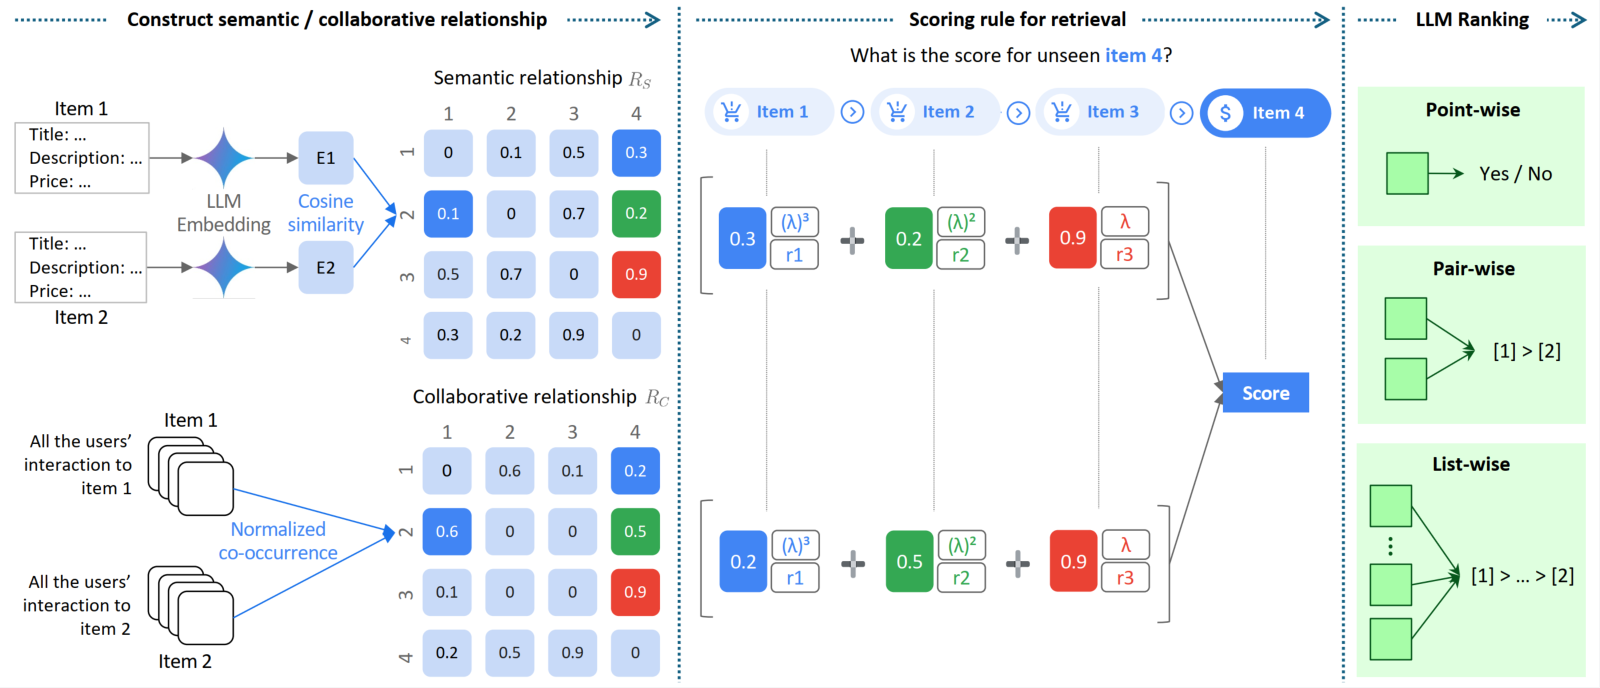 Construct semantic / collaborative relationship
Item 1
Title: ...
Description: ...
Price: ...
LLM
Embedding
E1
Cosine
similarity
Title: ...
Description: ...
Price: ...
Item 2
E2
Semantic relationship R_S
1 2 3 4
1 0 0.1 0.5 0.3
2 0.1 0 0.7 0.2
3 0.5 0.7 0 0.9
4 0.3 0.2 0.9 0
Item 1
All the users’
interaction to
item 1
Normalized
co-occurrence
All the users’
interaction to
item 2
Item 2
Collaborative relationship R_C
1 2 3 4
1 0 0.6 0.1 0.2
2 0.6 0 0 0.5
3 0.1 0 0 0.9
4 0.2 0.5 0.9 0
Scoring rule for retrieval
What is the score for unseen item 4?
Item 1 > Item 2 > Item 3 > $ Item 4
0.3 (λ)³ r1 + 0.2 (λ)² r2 + 0.9 λ r3
Score
0.2 (λ)³ r1 + 0.5 (λ)² r2 + 0.9 λ r3
LLM Ranking
Point-wise
Yes / No
Pair-wise
[1] > [2]
List-wise
[1] > ... > [2]